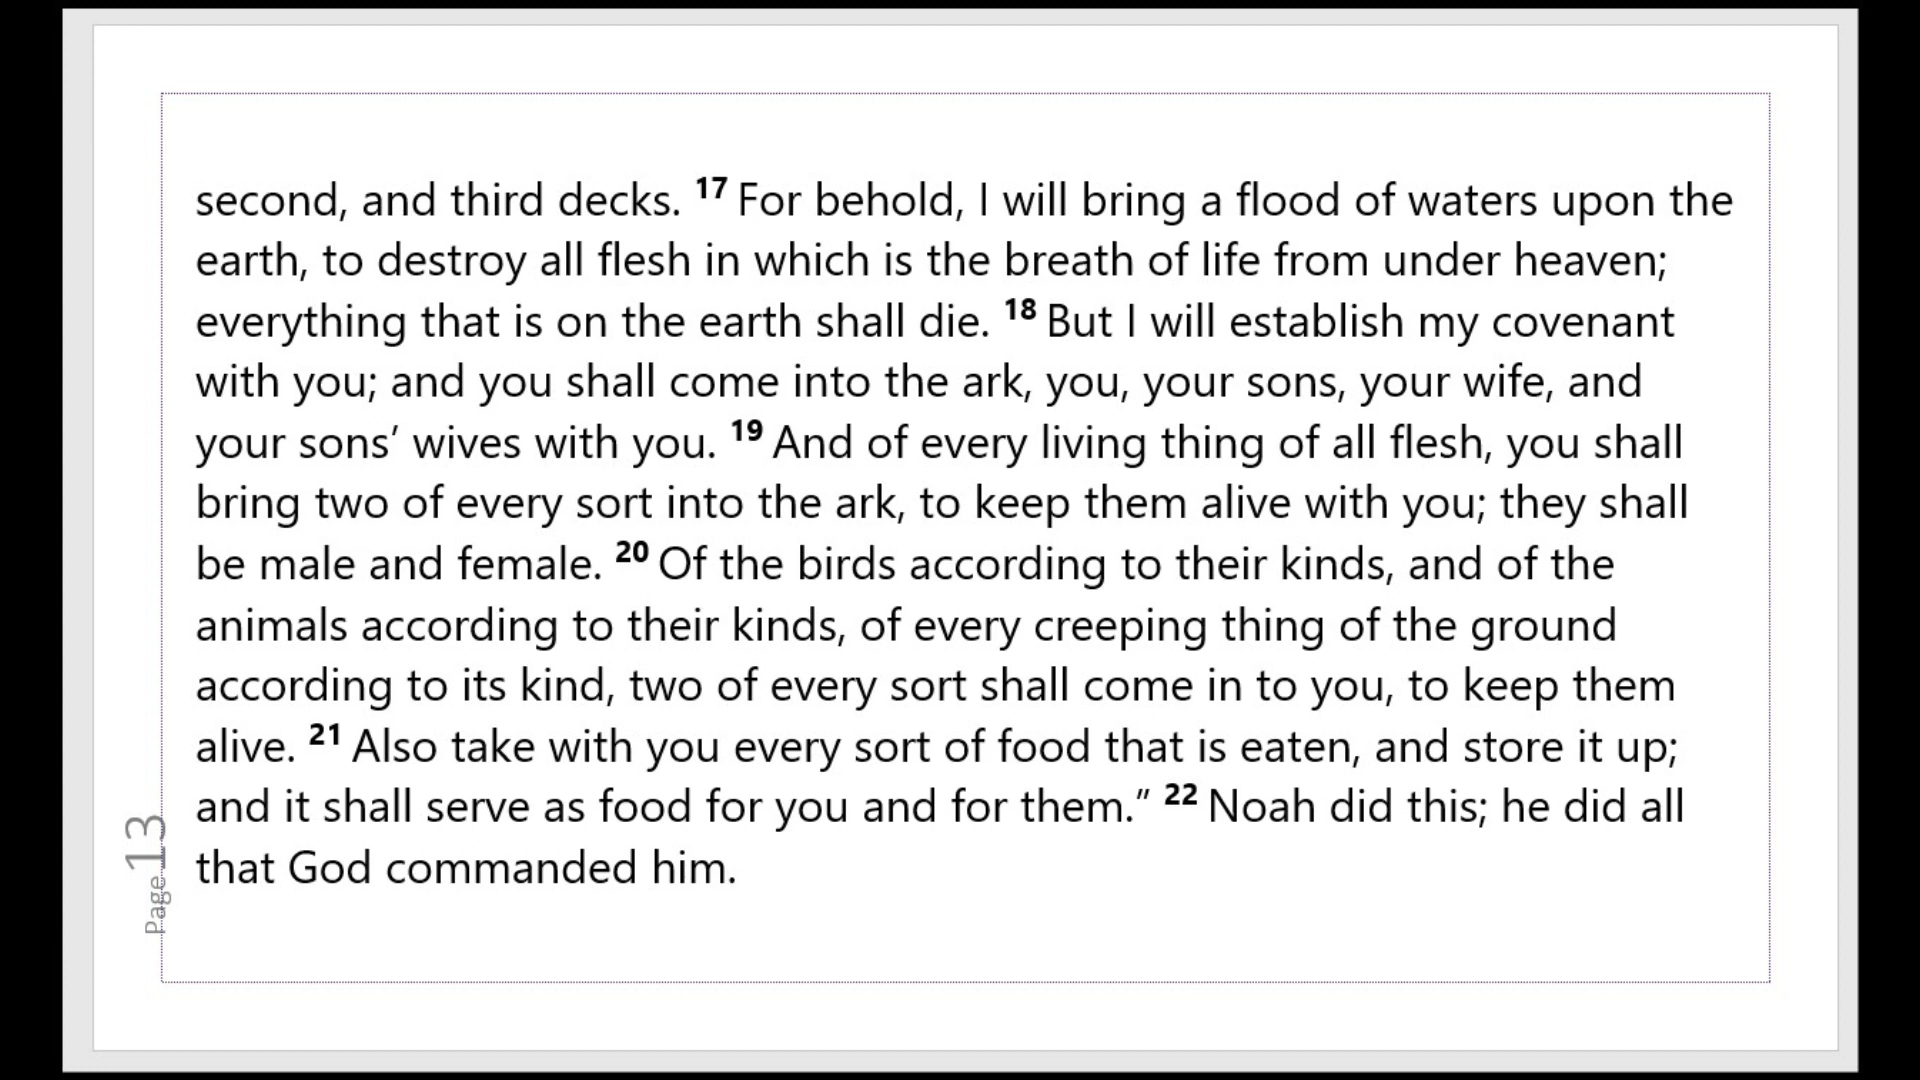 second, and third decks. 17 For behold, I will bring a flood of waters upon the
earth, to destroy all flesh in which is the breath of life from under heaven;
everything that is on the earth shall die. 18 But I will establish my covenant
with you; and you shall come into the ark, you, your sons, your wife, and
your sons’ wives with you. 19 And of every living thing of all flesh, you shall
bring two of every sort into the ark, to keep them alive with you; they shall
be male and female. 20 Of the birds according to their kinds, and of the
animals according to their kinds, of every creeping thing of the ground
according to its kind, two of every sort shall come in to you, to keep them
alive. 21 Also take with you every sort of food that is eaten, and store it up;
and it shall serve as food for you and for them.” 22 Noah did this; he did all
that God commanded him.
Page 13